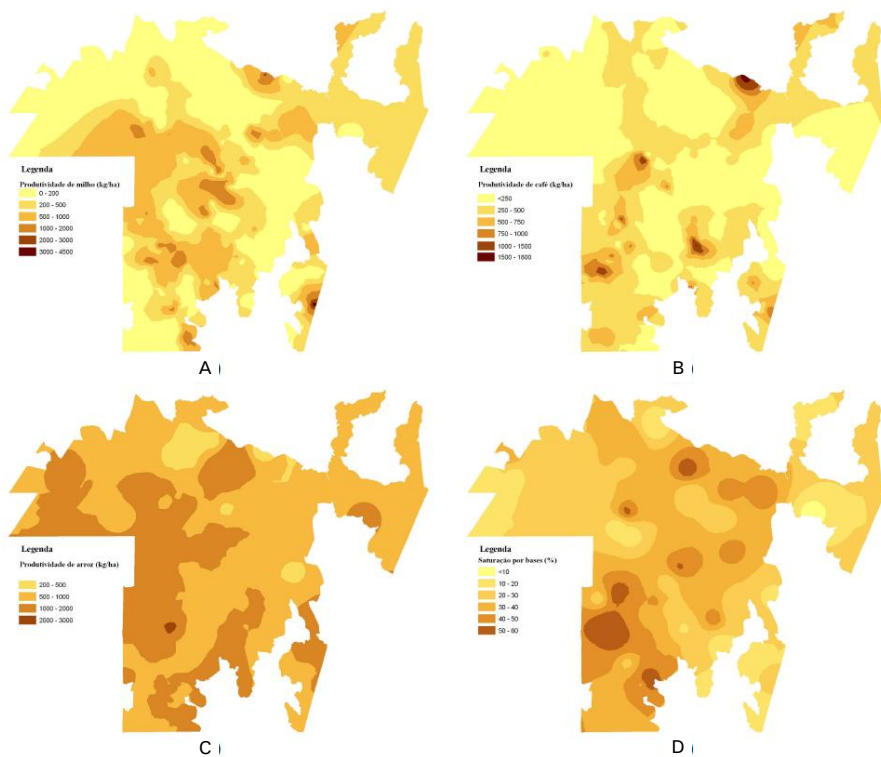 Legenda
Produtividade de milho (kg/ha)
0 - 200
200 - 500
500 - 1000
1000 - 2000
2000 - 3000
3000 - 4500
A
Legenda
Produtividade de café (kg/ha)
<250
250 - 500
500 - 750
750 - 1000
1000 - 1500
1500 - 1800
B
Legenda
Produtividade de arroz (kg/ha)
200 - 500
500 - 1000
1000 - 2000
2000 - 3000
C
Legenda
Saturação por bases (%)
<10
10 - 20
20 - 30
30 - 40
40 - 50
50 - 60
D